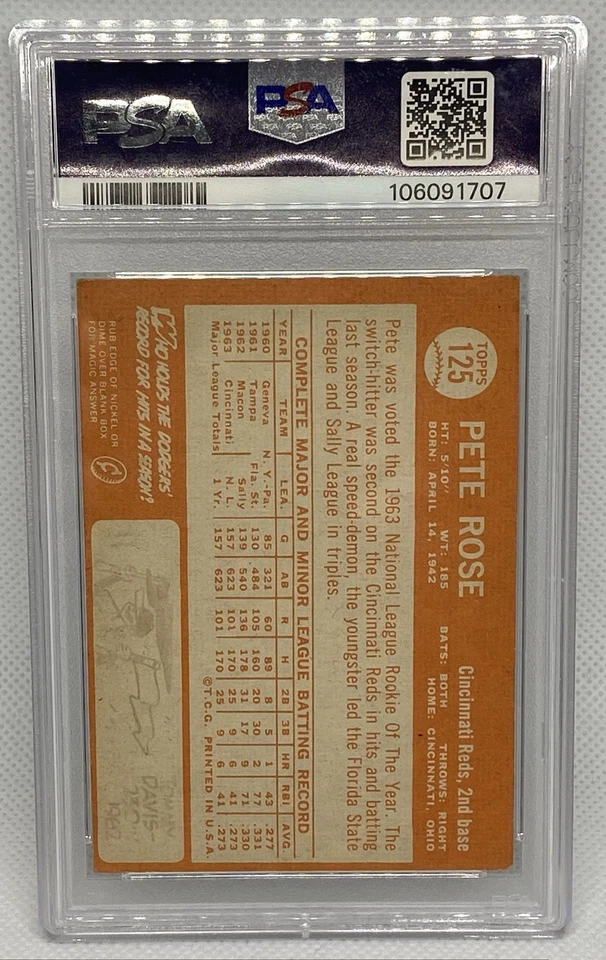 PSA
PSA
106091707
TOPPS
125
PETE ROSE
Cincinnati Reds, 2nd base
HT: 5'10" WT: 185 BATS: BOTH THROWS: RIGHT
BORN: APRIL 14, 1942 HOME: CINCINNATI, OHIO
Pete was voted the 1963 National League Rookie Of The Year. The
switch-hitter was second on the Cincinnati Reds in hits and batting
last season. A real speed-demon, the youngster led the Florida State
League and Sally League in triples.
COMPLETE MAJOR AND MINOR LEAGUE BATTING RECORD
YEAR TEAM LEA. G AB R H 2B 3B HR RBI AVG.
1960 Geneva N.Y.-Pa. 85 321 60 89 8 5 1 43 .277
1961 Tampa Fla. St. 130 484 105 160 20 30 2 77 .331
1962 Macon Sally 139 540 136 178 31 17 9 71 .330
1963 Cincinnati N. L. 157 623 101 170 25 9 6 41 .273
Major League Totals 1 Yr. 157 623 101 170 25 9 6 41 .273
©T.C.G. PRINTED IN U.S.A.
WHO HOLDS THE DODGERS'
RECORD FOR HITS IN A SEASON?
RUB EDGE OF NICKEL OR
DIME OVER BLANK BOX
FOR MAGIC ANSWER
DAVIS